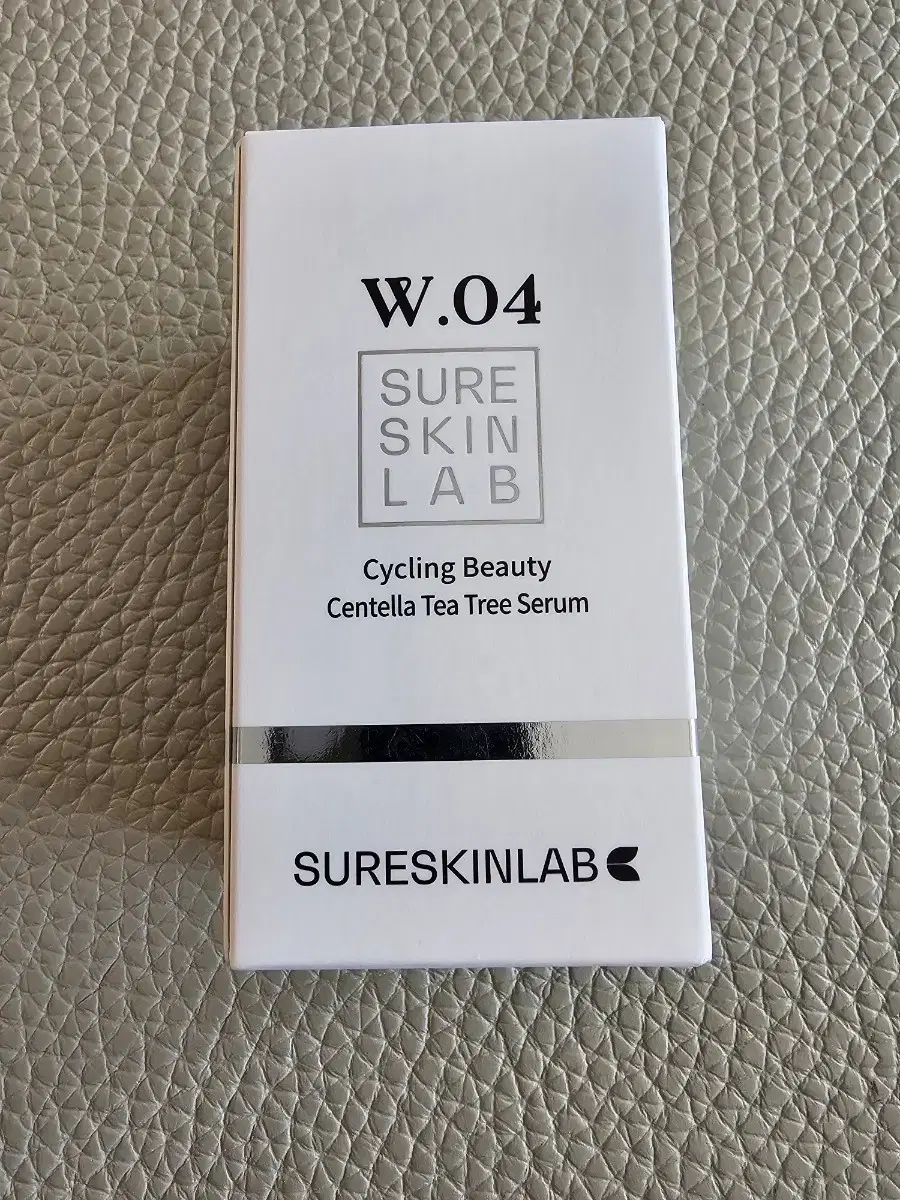 W.04
SURE
SKIN
LAB
Cycling Beauty
Centella Tea Tree Serum
SURESKINLAB